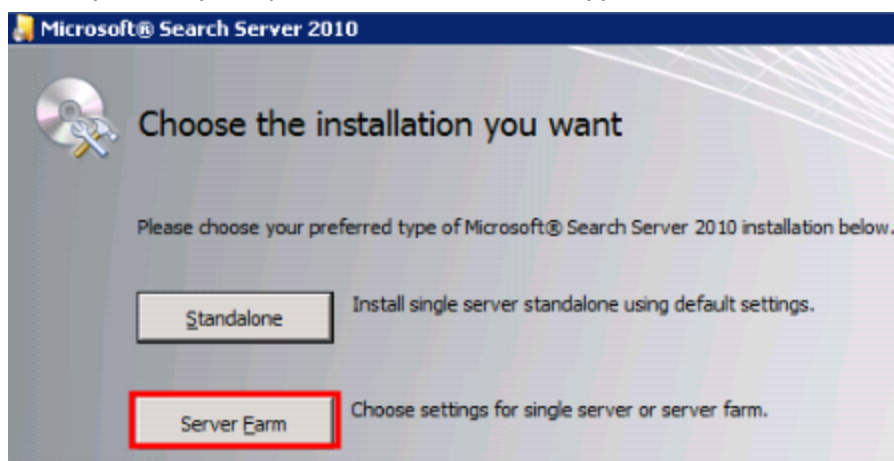 Microsoft® Search Server 2010
Choose the installation you want
Please choose your preferred type of Microsoft® Search Server 2010 installation below.
Standalone
Install single server standalone using default settings.
Server Farm
Choose settings for single server or server farm.